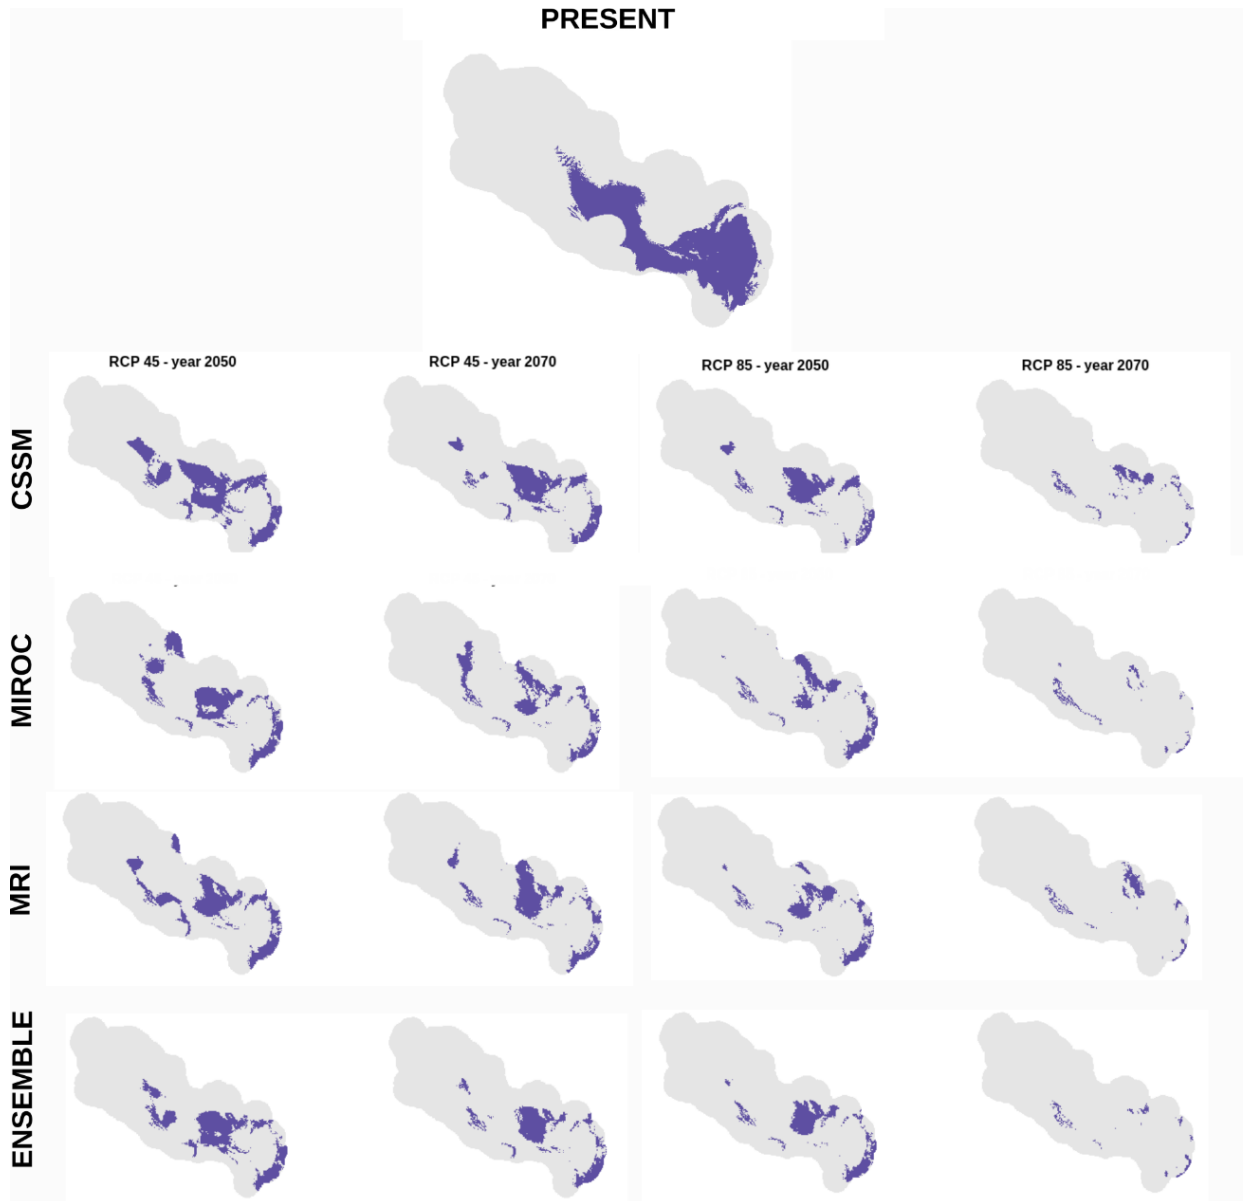 PRESENT
RCP 45 - year 2050
RCP 45 - year 2070
RCP 85 - year 2050
RCP 85 - year 2070
CSSM
MIROC
MRI
ENSEMBLE